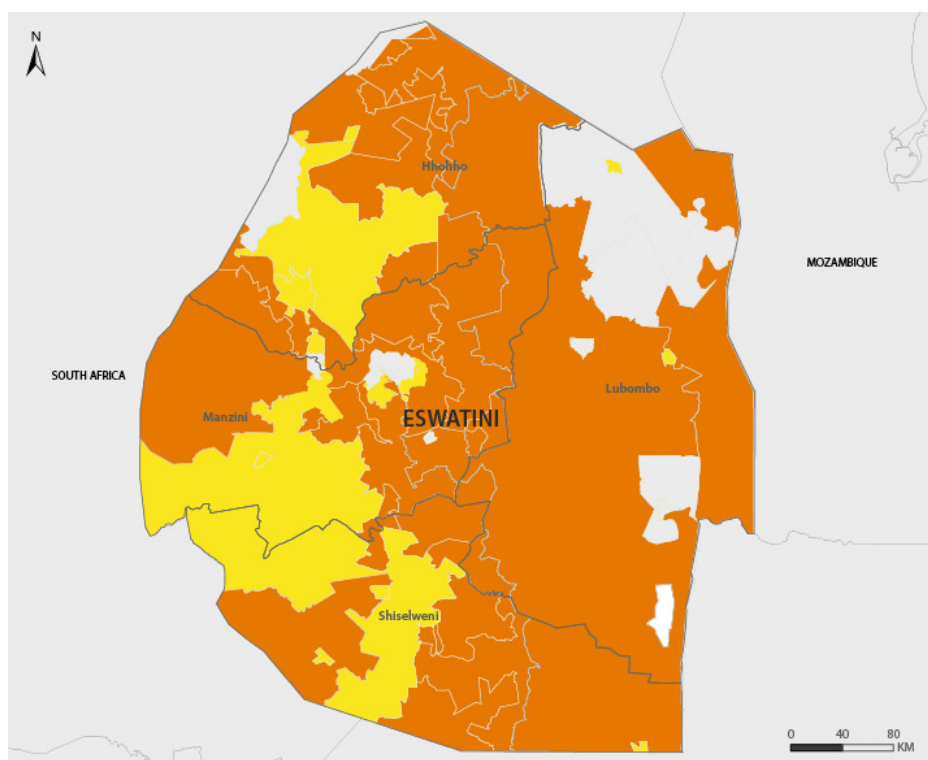 N
Hhohho
MOZAMBIQUE
SOUTH AFRICA
Lubombo
Manzini
ESWATINI
Shiselweni
0 40 80
KM